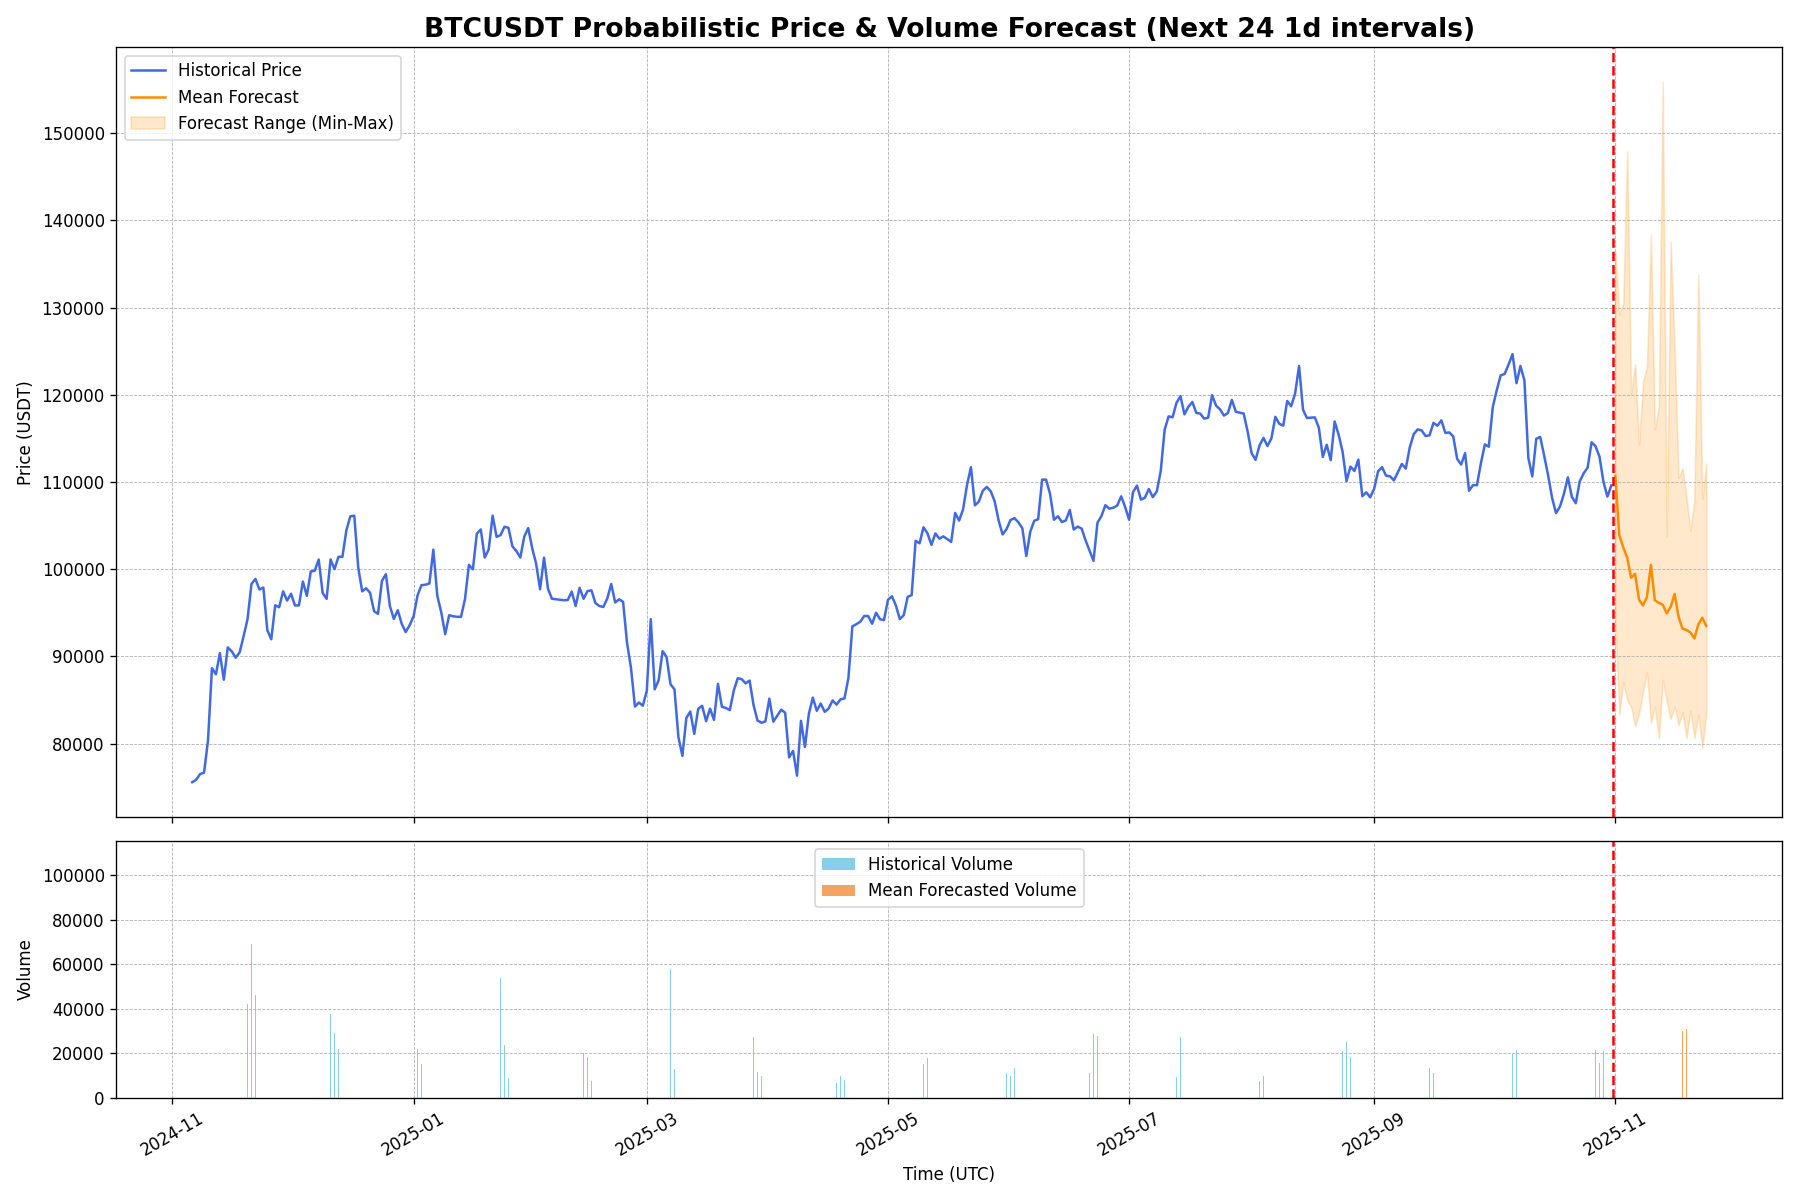 BTCUSDT Probabilistic Price & Volume Forecast (Next 24 1d intervals)
Historical Price
Mean Forecast
Forecast Range (Min-Max)
Price (USDT)
150000
140000
130000
120000
110000
100000
90000
80000
Historical Volume
Mean Forecasted Volume
Volume
100000
80000
60000
40000
20000
0
2024-11
2025-01
2025-03
2025-05
2025-07
2025-09
2025-11
Time (UTC)